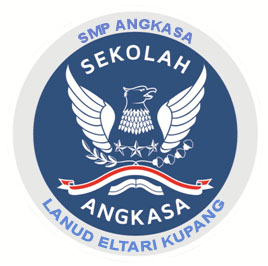 SMP ANGKASA
SEKOLAH
ANGKASA
LANUD ELTARI KUPANG